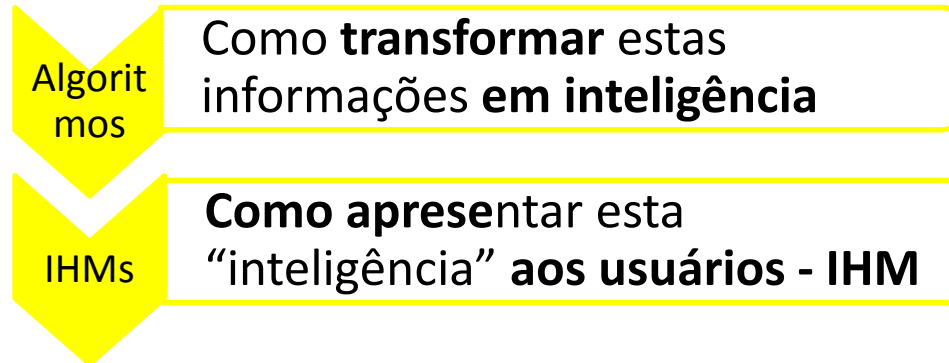 Algorit
mos
Como transformar estas
informações em inteligência
IHMs
Como apresentar esta
“inteligência” aos usuários - IHM